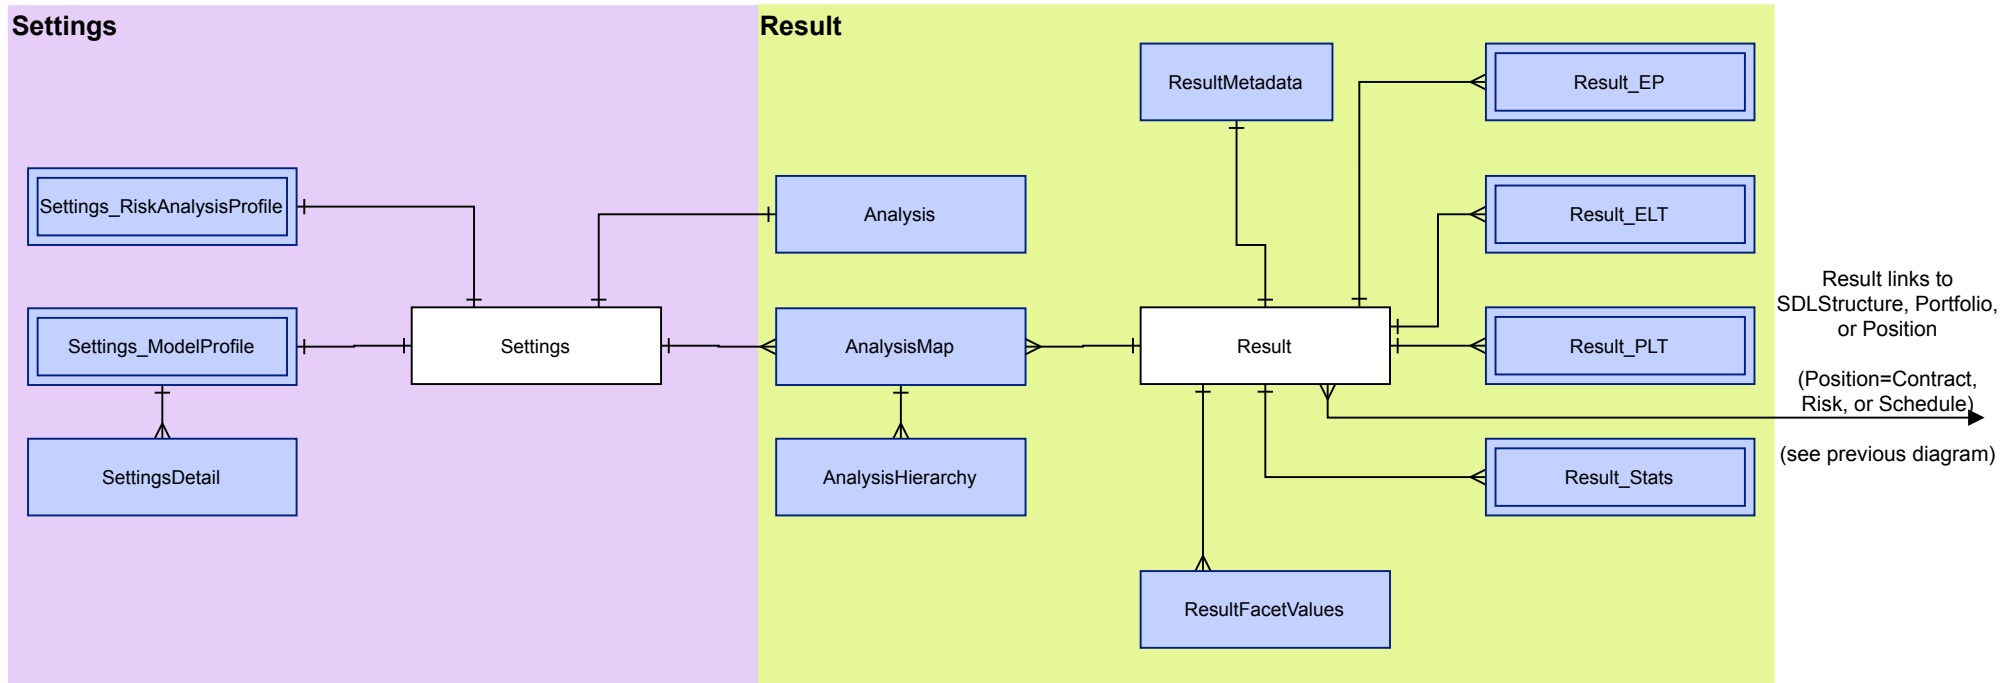 Settings
Result
ResultMetadata
Result_EP
Settings_RiskAnalysisProfile
Analysis
Result_ELT
Settings_ModelProfile
Settings
AnalysisMap
Result
Result_PLT
SettingsDetail
AnalysisHierarchy
Result_Stats
ResultFacetValues
Result links to
SDLStructure, Portfolio,
or Position
(Position=Contract,
Risk, or Schedule)
(see previous diagram)